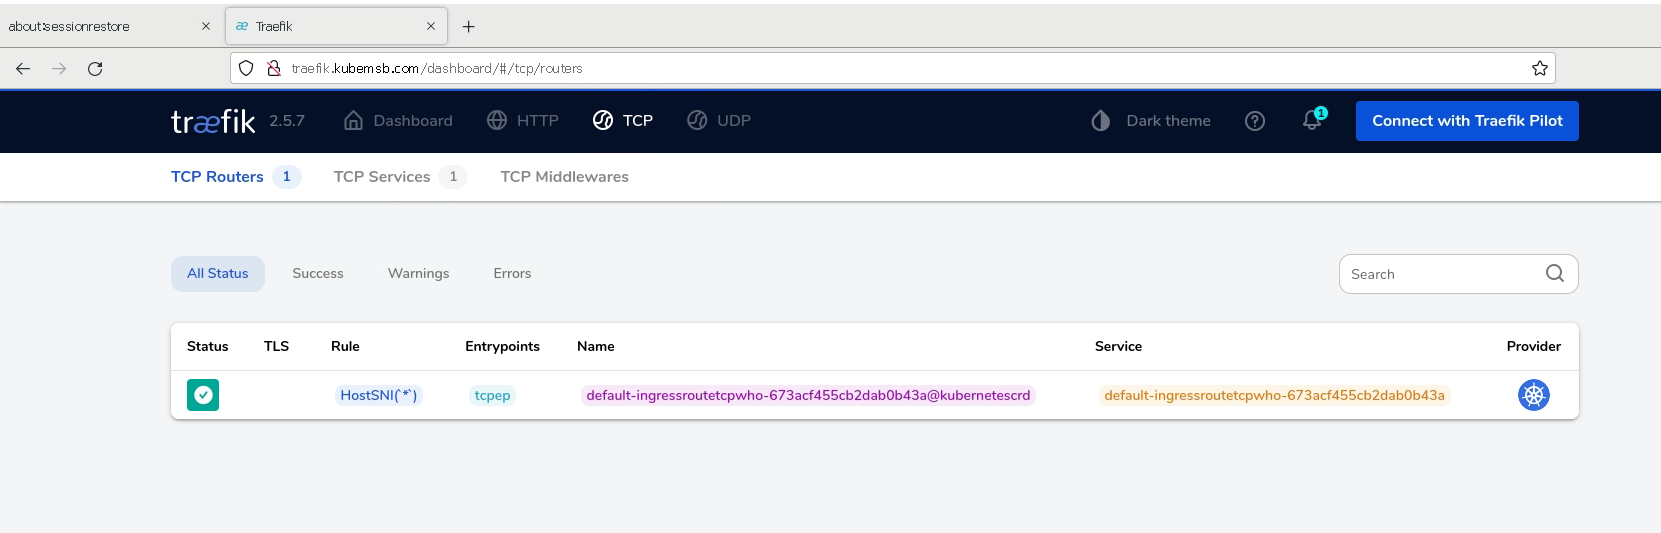 about:sessionrestore
Traefik
traefik.kubemsb.com/dashboard/#/tcp/routers
træfik 2.5.7 Dashboard HTTP TCP UDP Dark theme 1 Connect with Traefik Pilot
TCP Routers 1 TCP Services 1 TCP Middlewares
All Status Success Warnings Errors Search
Status TLS Rule Entrypoints Name Service Provider
HostSNI(`*`) tcpep default-ingressroutetcpwho-673acf455cb2dab0b43a@kubernetescrd default-ingressroutetcpwho-673acf455cb2dab0b43a